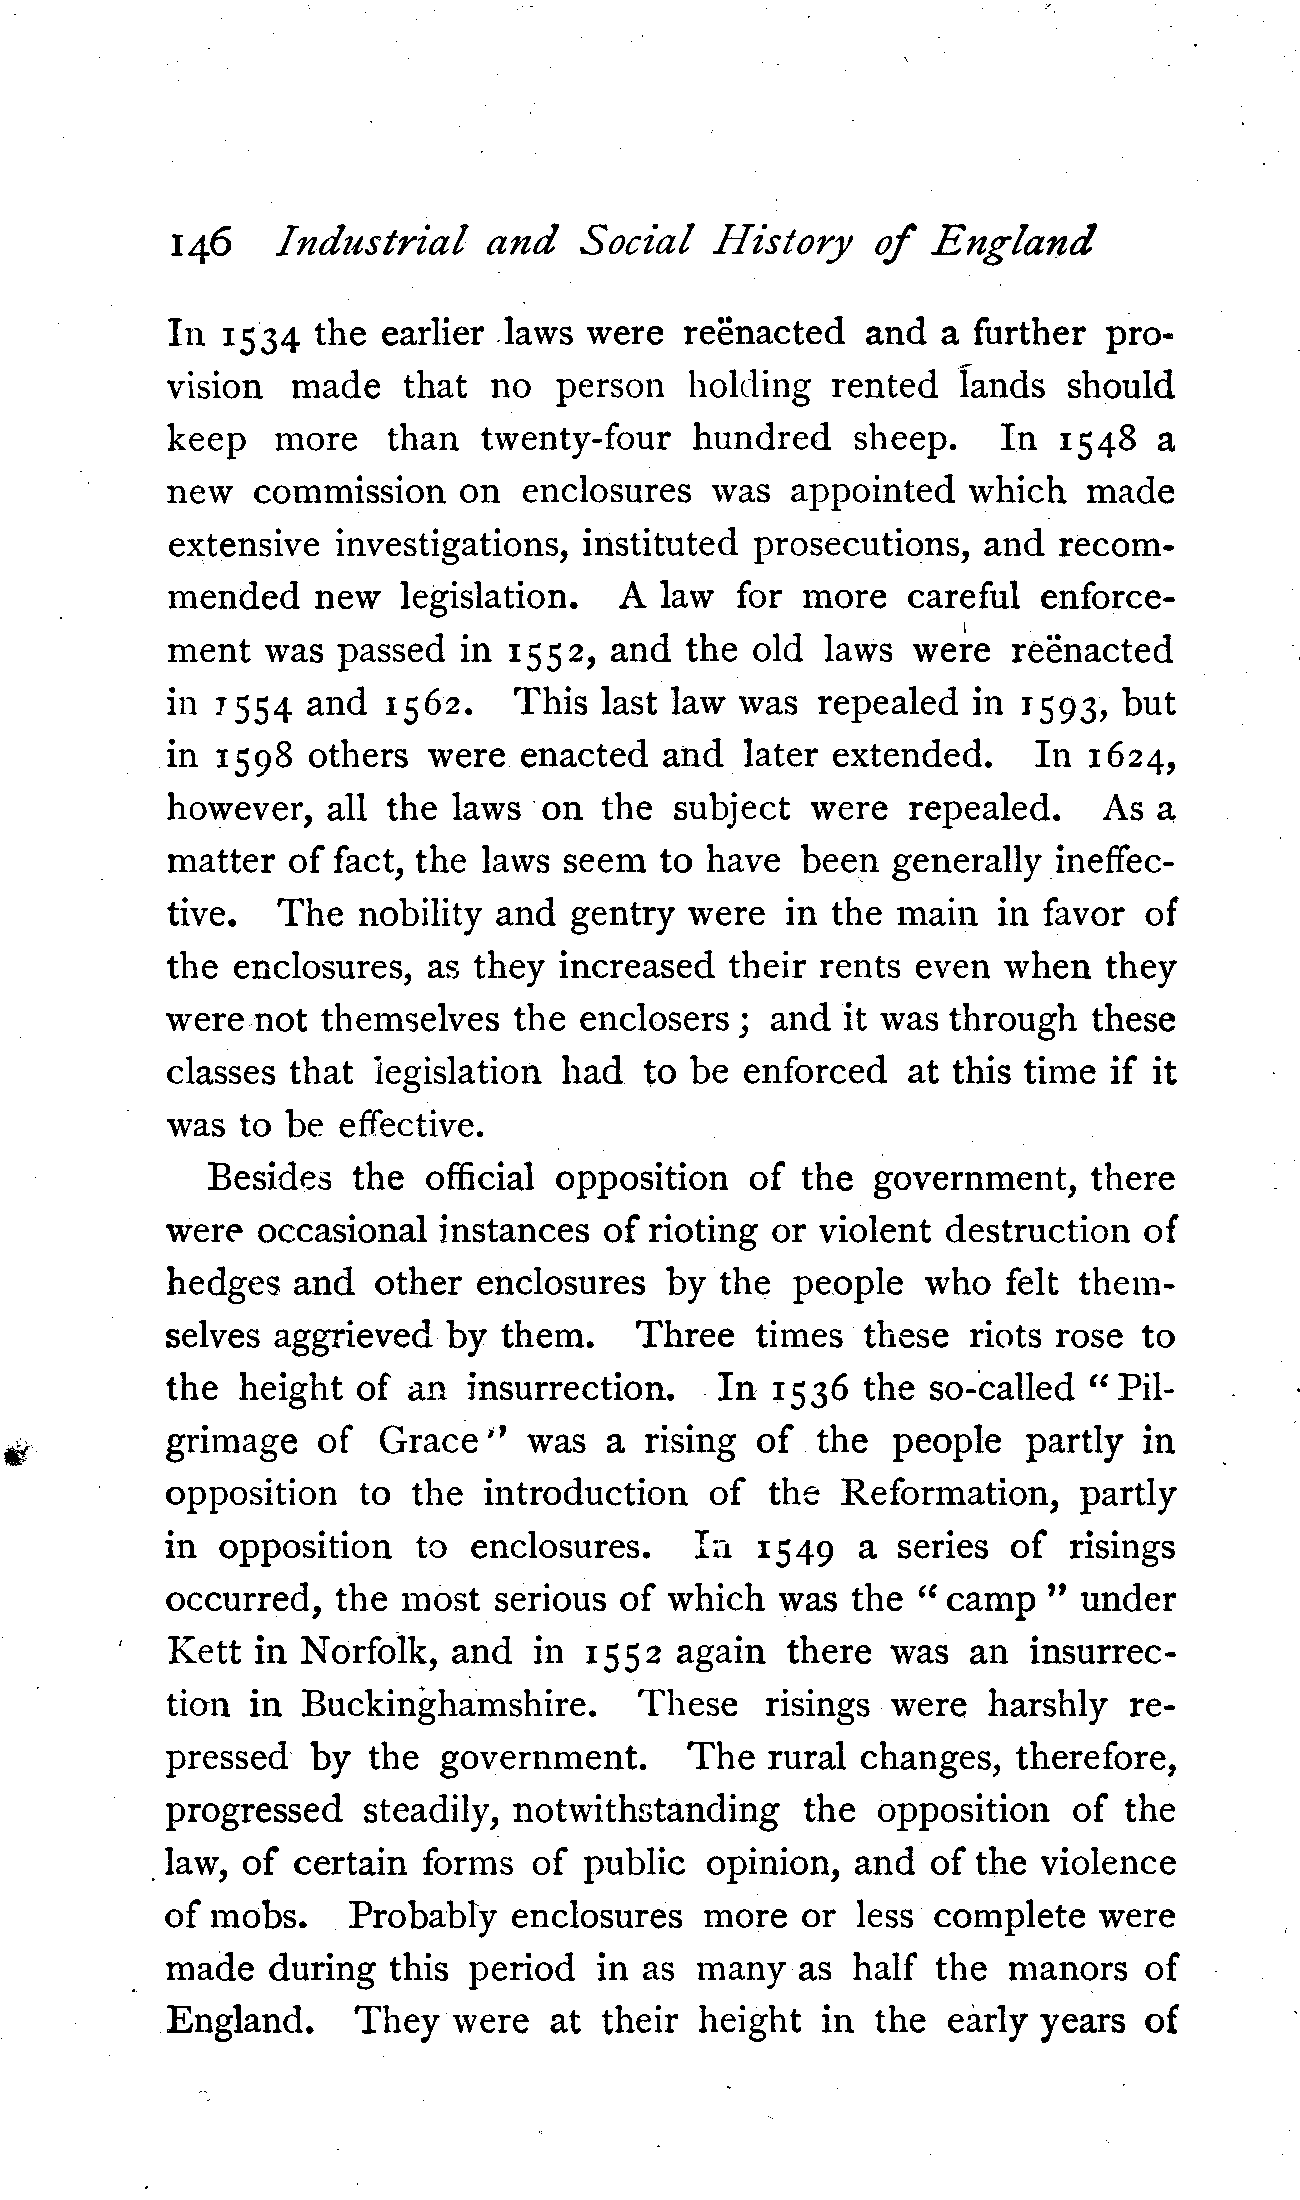 146 Industrial and Social History of England
In 1534 the earlier laws were reënacted and a further pro-
vision made that no person holding rented lands should
keep more than twenty-four hundred sheep. In 1548 a
new commission on enclosures was appointed which made
extensive investigations, instituted prosecutions, and recom-
mended new legislation. A law for more careful enforce-
ment was passed in 1552, and the old laws were reënacted
in 1554 and 1562. This last law was repealed in 1593, but
in 1598 others were enacted and later extended. In 1624,
however, all the laws on the subject were repealed. As a
matter of fact, the laws seem to have been generally ineffec-
tive. The nobility and gentry were in the main in favor of
the enclosures, as they increased their rents even when they
were not themselves the enclosers; and it was through these
classes that legislation had to be enforced at this time if it
was to be effective.
Besides the official opposition of the government, there
were occasional instances of rioting or violent destruction of
hedges and other enclosures by the people who felt them-
selves aggrieved by them. Three times these riots rose to
the height of an insurrection. In 1536 the so-called "Pil-
grimage of Grace" was a rising of the people partly in
opposition to the introduction of the Reformation, partly
in opposition to enclosures. In 1549 a series of risings
occurred, the most serious of which was the "camp" under
Kett in Norfolk, and in 1552 again there was an insurrec-
tion in Buckinghamshire. These risings were harshly re-
pressed by the government. The rural changes, therefore,
progressed steadily, notwithstanding the opposition of the
law, of certain forms of public opinion, and of the violence
of mobs. Probably enclosures more or less complete were
made during this period in as many as half the manors of
England. They were at their height in the early years of